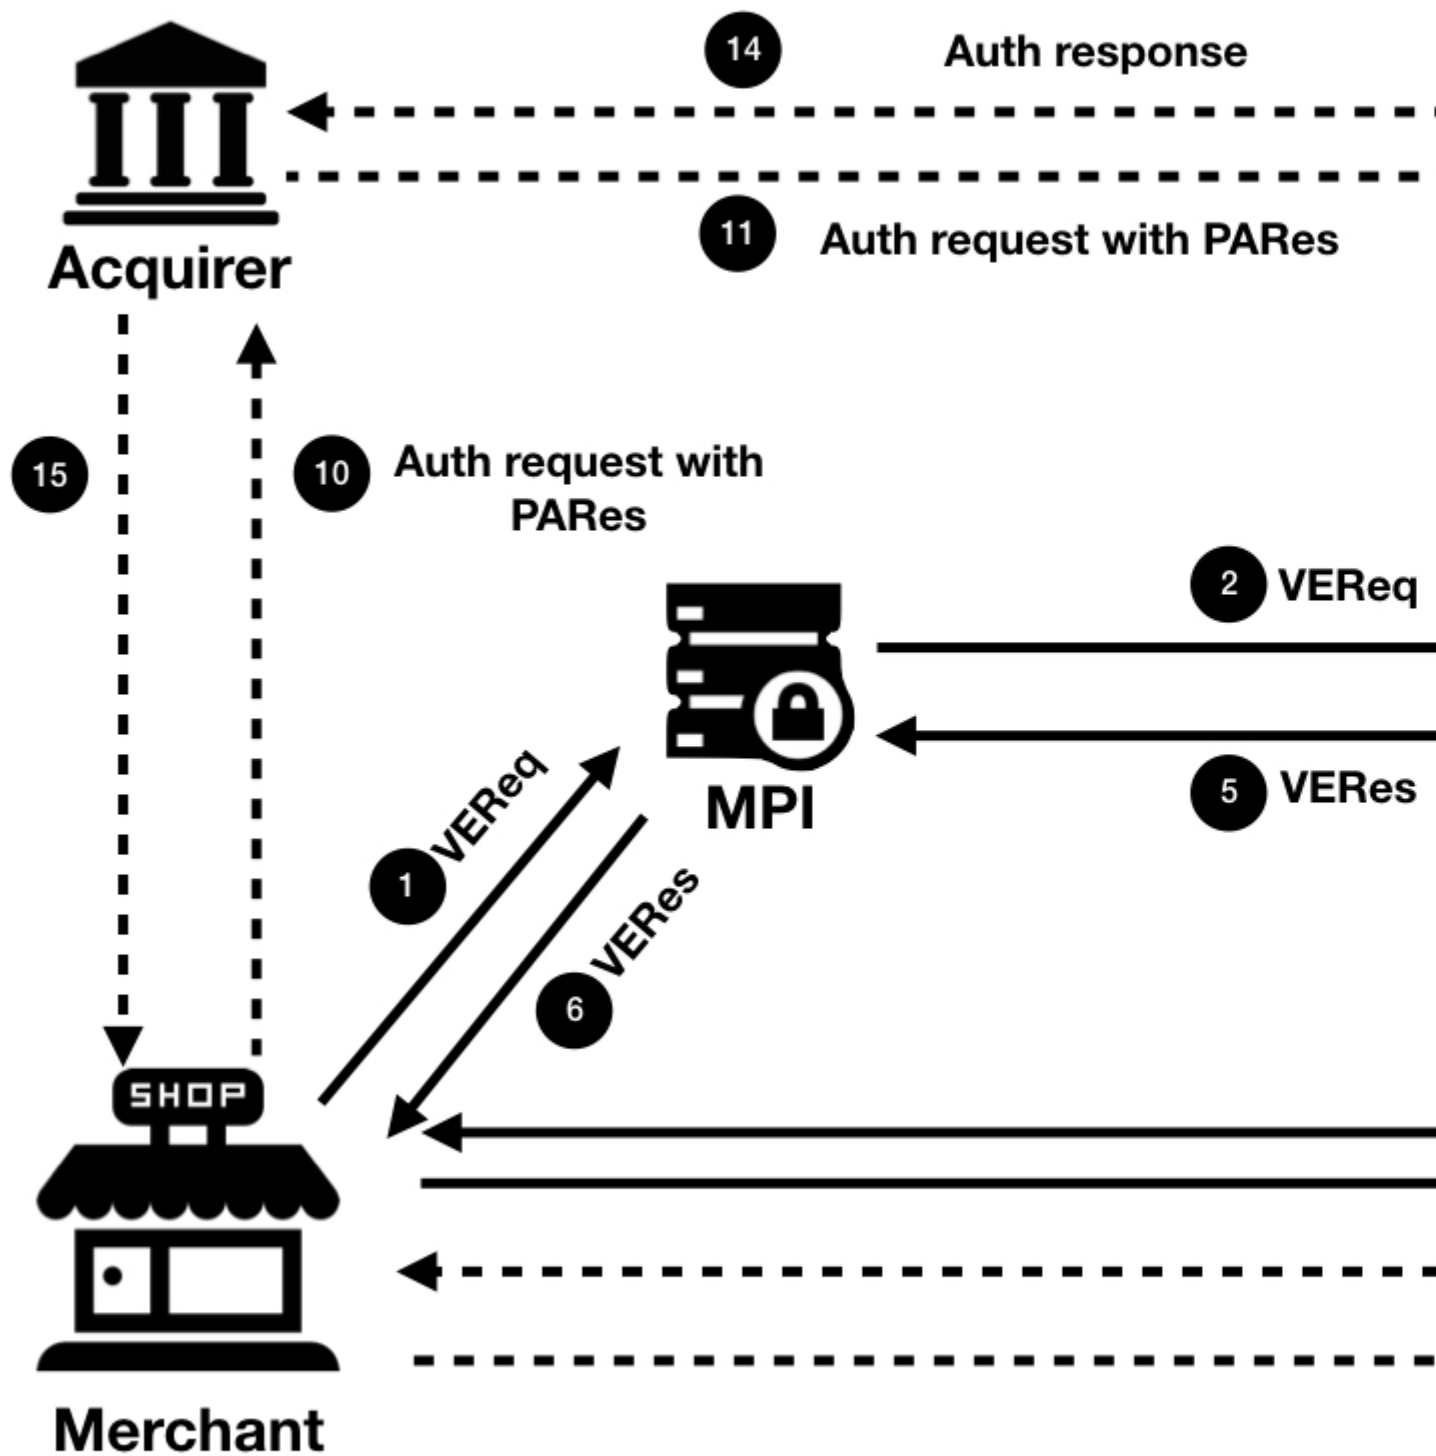 14 Auth response
11 Auth request with PARes
Acquirer
15
10 Auth request with
PARes
2 VEReq
MPI
5 VERes
1 VEReq
6 VERes
SHOP
Merchant